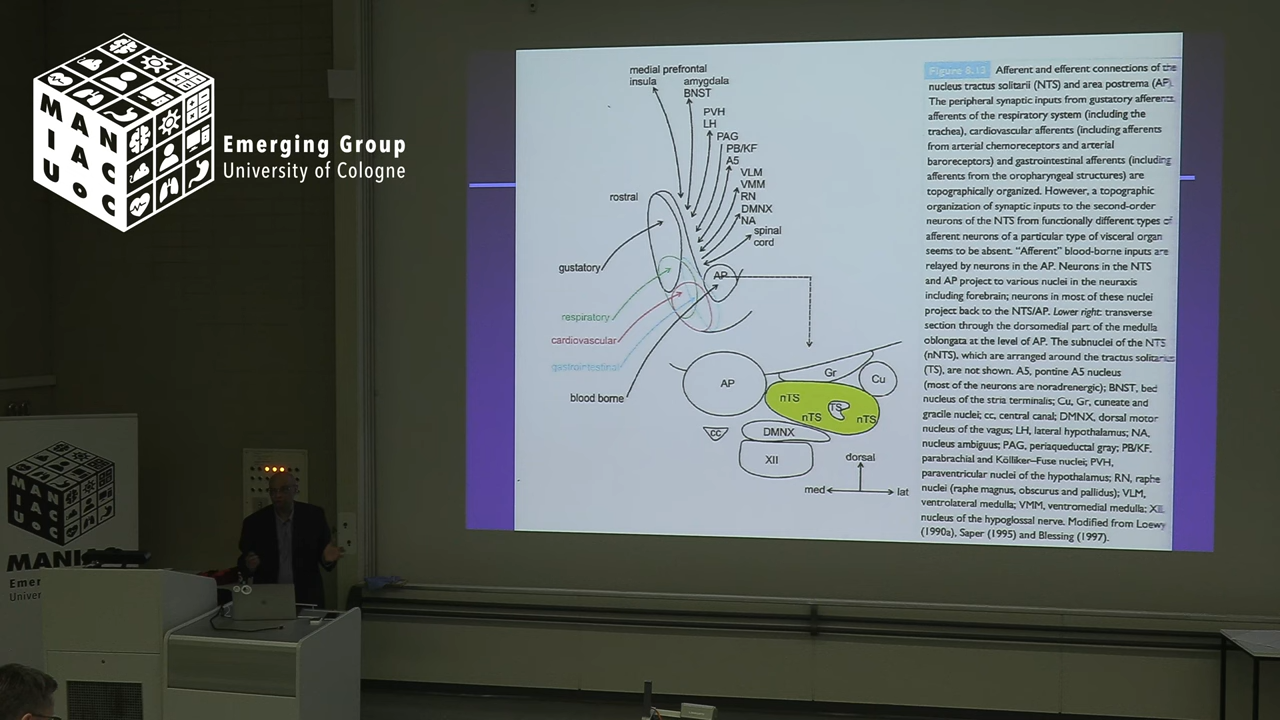 MANIACUoC
Emerging Group
University of Cologne
MANI
Emer
Univer
medial prefrontal
insula
amygdala
BNST
PVH
LH
PAG
PB/KF
A5
VLM
VMM
RN
DMNX
NA
spinal
cord
rostral
gustatory
AP
respiratory
cardiovascular
gastrointestinal
blood borne
AP
Gr
Cu
nTS
TS
nTS
nTS
cc
DMNX
XII
dorsal
med
lat
Figure 8.13 Afferent and efferent connections of the
nucleus tractus solitarii (NTS) and area postrema (AP).
The peripheral synaptic inputs from gustatory afferents,
afferents of the respiratory system (including the
trachea), cardiovascular afferents (including afferents
from arterial chemoreceptors and arterial
baroreceptors) and gastrointestinal afferents (including
afferents from the oropharyngeal structures) are
topographically organized. However, a topographic
organization of synaptic inputs to the second-order
neurons of the NTS from functionally different types of
afferent neurons of a particular type of visceral organ
seems to be absent. "Afferent" blood-borne inputs are
relayed by neurons in the AP. Neurons in the NTS
and AP project to various nuclei in the neuraxis
including forebrain; neurons in most of these nuclei
project back to the NTS/AP. Lower right: transverse
section through the dorsomedial part of the medulla
oblongata at the level of AP. The subnuclei of the NTS
(nNTS), which are arranged around the tractus solitarius
(TS), are not shown. A5, pontine A5 nucleus
(most of the neurons are noradrenergic); BNST, bed
nucleus of the stria terminalis; Cu, Gr, cuneate and
gracile nuclei; cc, central canal; DMNX, dorsal motor
nucleus of the vagus; LH, lateral hypothalamus; NA,
nucleus ambiguus; PAG, periaqueductal gray; PB/KF,
parabrachial and Kölliker–Fuse nuclei; PVH,
paraventricular nuclei of the hypothalamus; RN, raphe
nuclei (raphe magnus, obscurus and pallidus); VLM,
ventrolateral medulla; VMM, ventromedial medulla; XII,
nucleus of the hypoglossal nerve. Modified from Loewy
(1990a), Saper (1995) and Blessing (1997).